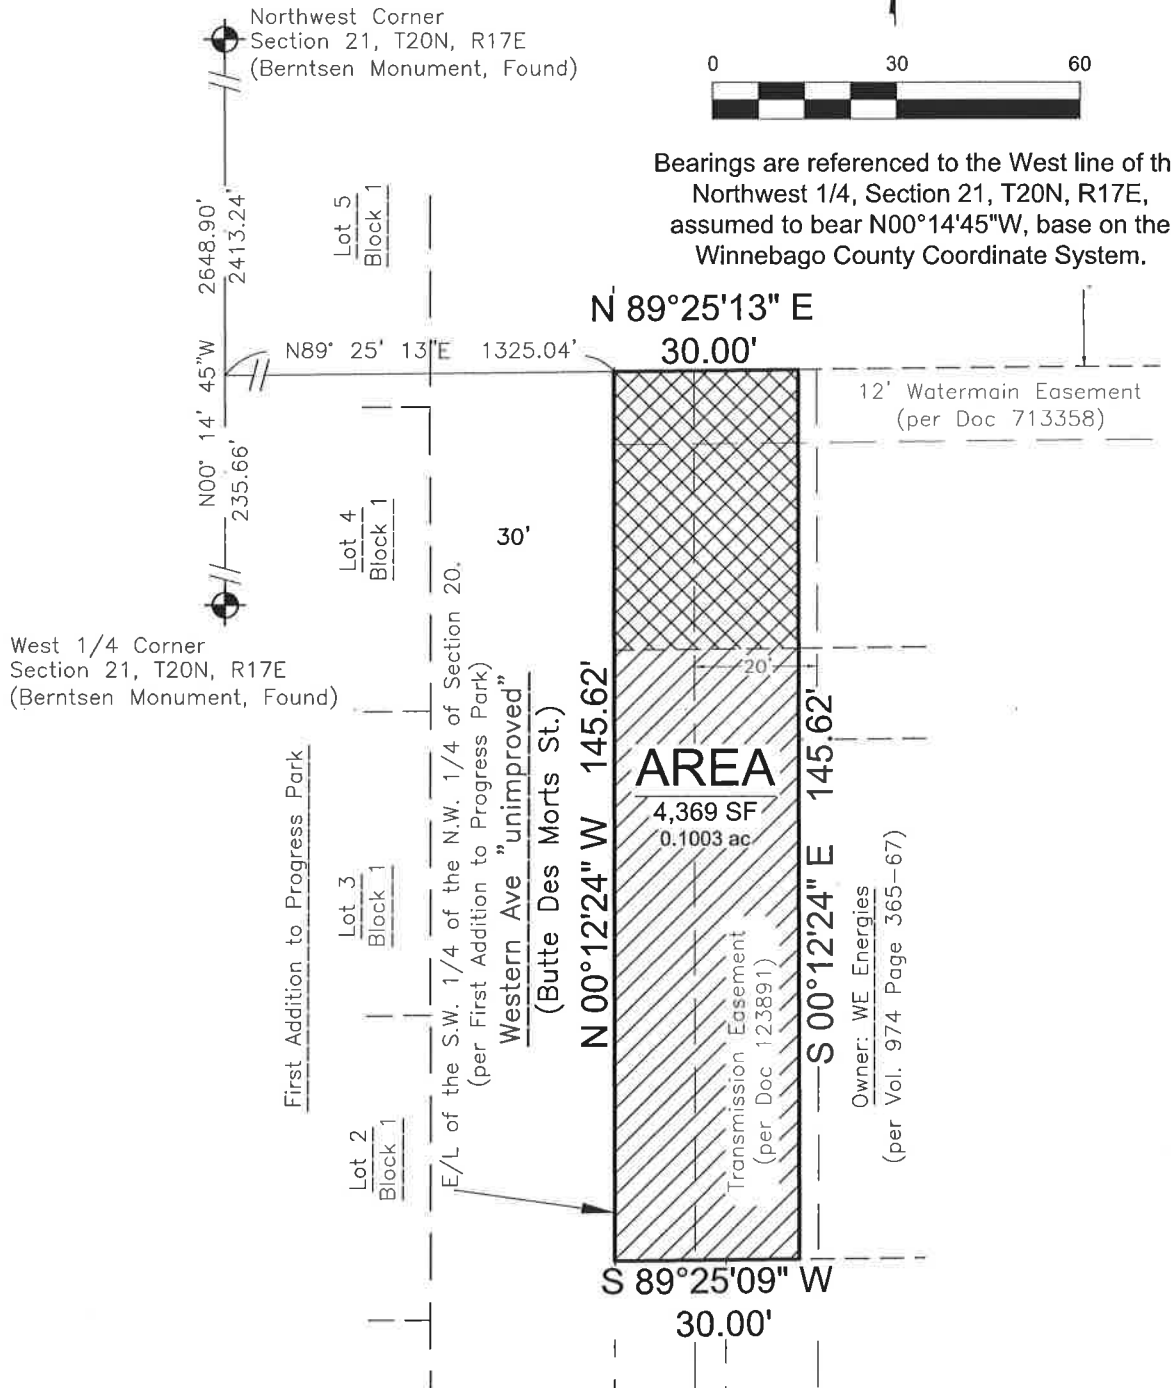 Northwest Corner
Section 21, T20N, R17E
(Berntsen Monument, Found)
0 30 60
Bearings are referenced to the West line of th
Northwest 1/4, Section 21, T20N, R17E,
assumed to bear N00°14'45"W, base on the
Winnebago County Coordinate System.
2648.90'
2413.24'
Lot 5
Block 1
N 89°25'13" E
30.00'
N89° 25' 13"E 1325.04'
12' Watermain Easement
(per Doc 713358)
N00° 14' 45"W
235.66'
Lot 4
Block 1
30'
West 1/4 Corner
Section 21, T20N, R17E
(Berntsen Monument, Found)
20'
First Addition to Progress Park
Lot 3
Block 1
E/L of the S.W. 1/4 of the N.W. 1/4 of Section 20.
(per First Addition to Progress Park)
Western Ave "unimproved"
(Butte Des Morts St.)
N 00°12'24" W 145.62'
AREA
4,369 SF
0.1003 ac
Transmission Easement
(per Doc 123891)
S 00°12'24" E 145.62'
Owner: WE Energies
(per Vol. 974 Page 365-67)
Lot 2
Block 1
S 89°25'09" W
30.00'